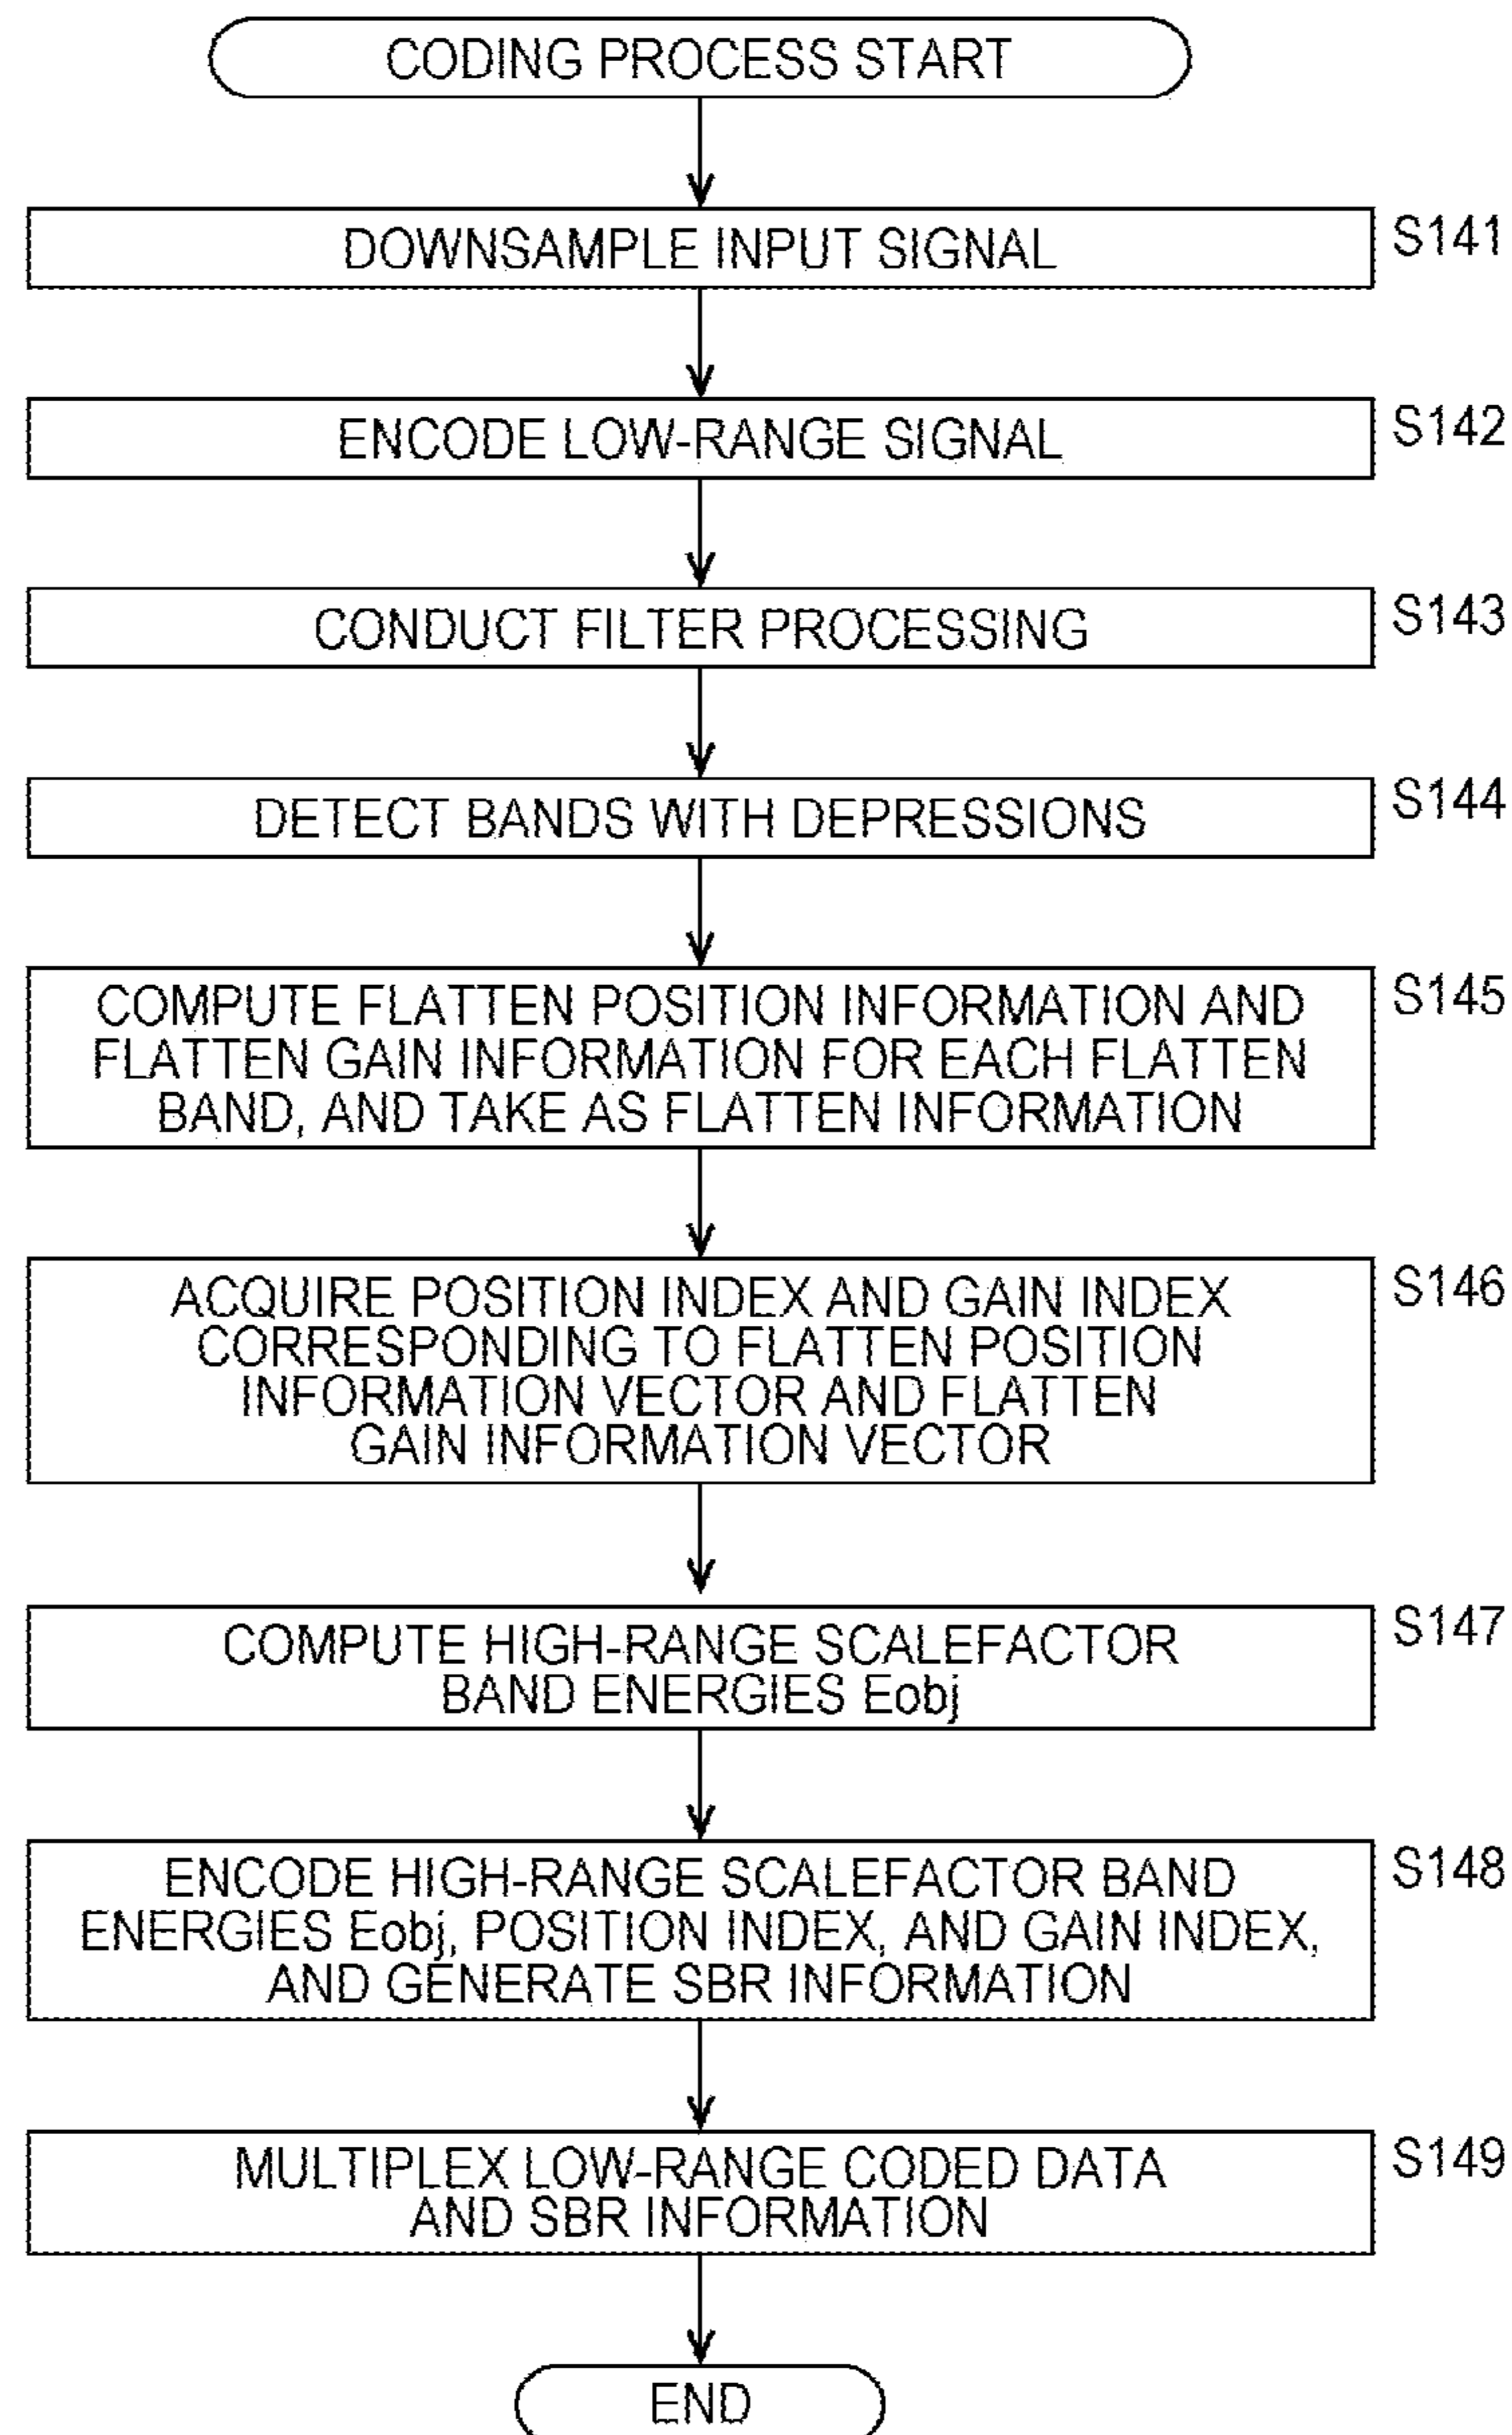 CODING PROCESS START
DOWNSAMPLE INPUT SIGNAL
S141
ENCODE LOW-RANGE SIGNAL
S142
CONDUCT FILTER PROCESSING
S143
DETECT BANDS WITH DEPRESSIONS
S144
COMPUTE FLATTEN POSITION INFORMATION AND
FLATTEN GAIN INFORMATION FOR EACH FLATTEN
BAND, AND TAKE AS FLATTEN INFORMATION
S145
ACQUIRE POSITION INDEX AND GAIN INDEX
CORRESPONDING TO FLATTEN POSITION
INFORMATION VECTOR AND FLATTEN
GAIN INFORMATION VECTOR
S146
COMPUTE HIGH-RANGE SCALEFACTOR
BAND ENERGIES Eobj
S147
ENCODE HIGH-RANGE SCALEFACTOR BAND
ENERGIES Eobj, POSITION INDEX, AND GAIN INDEX,
AND GENERATE SBR INFORMATION
S148
MULTIPLEX LOW-RANGE CODED DATA
AND SBR INFORMATION
S149
END